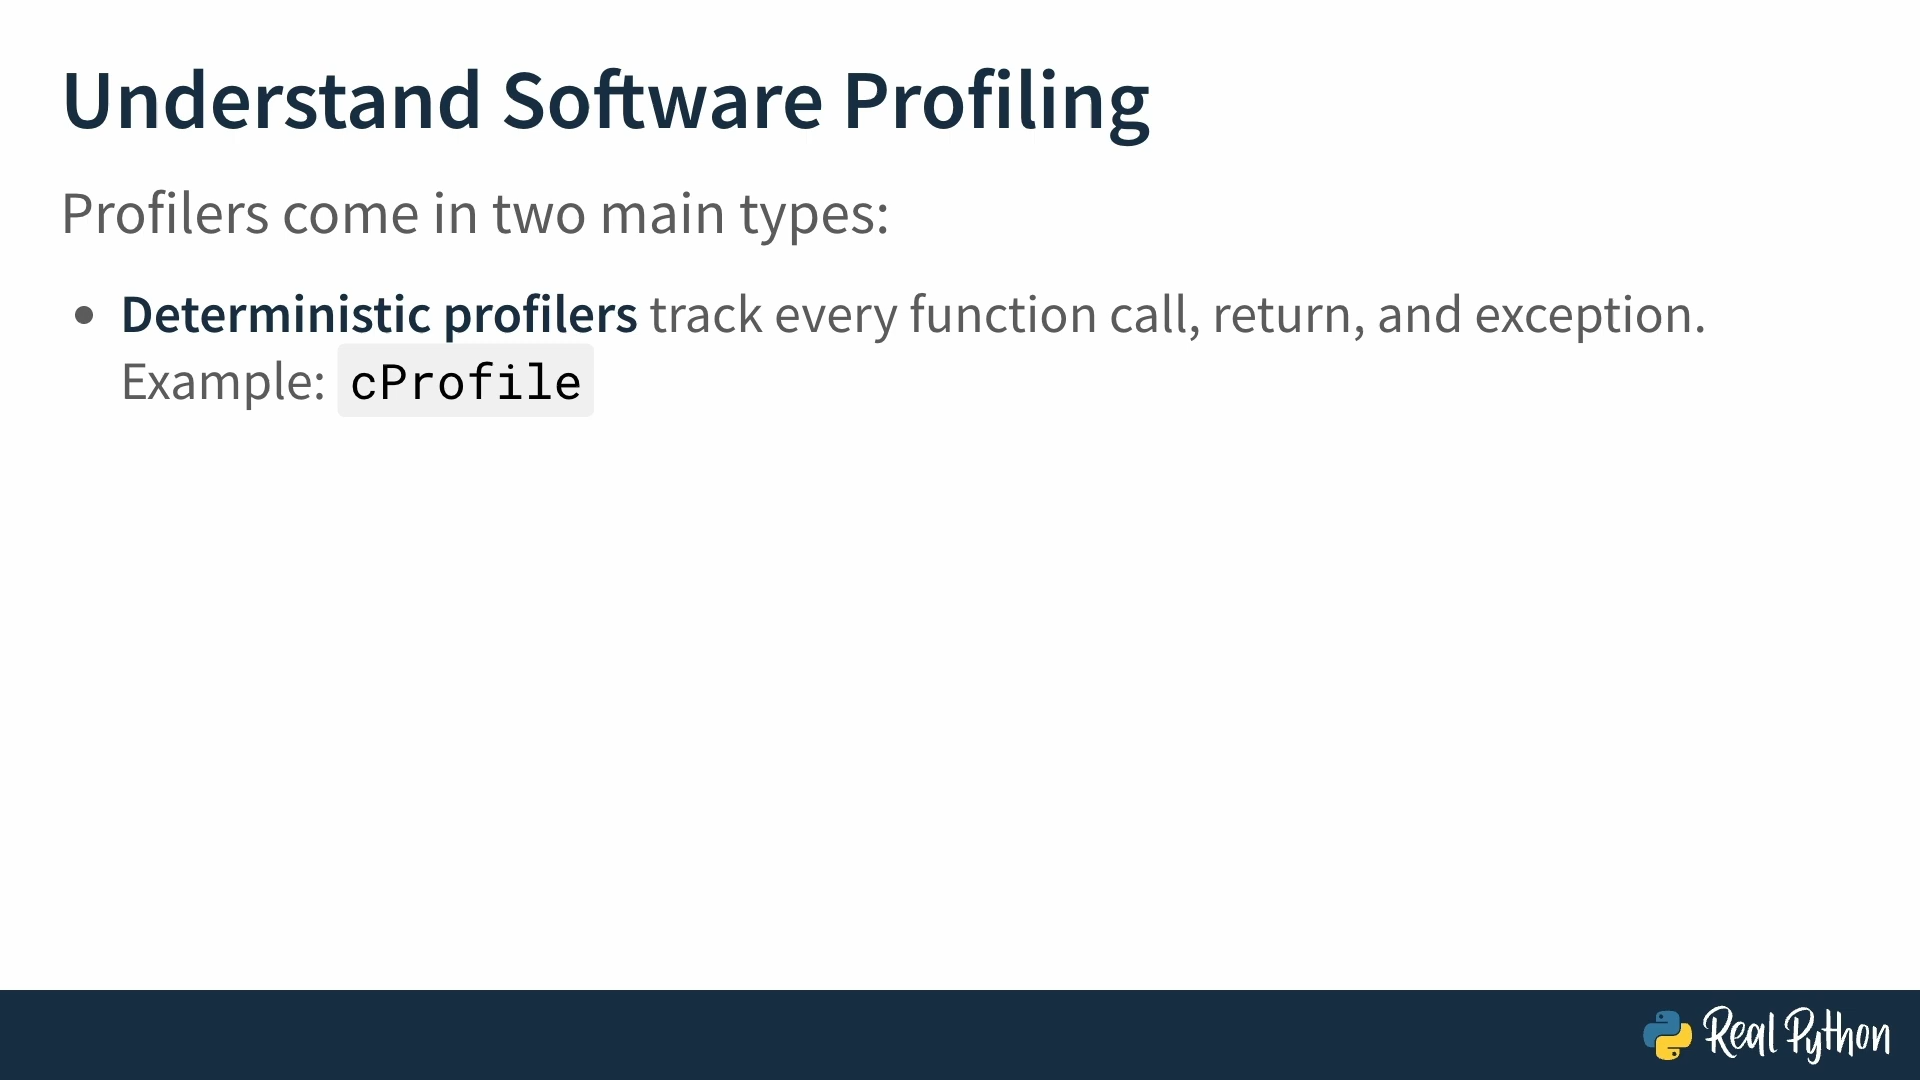 Understand Software Profiling
Profilers come in two main types:
• Deterministic profilers track every function call, return, and exception.
Example: cProfile
Real Python